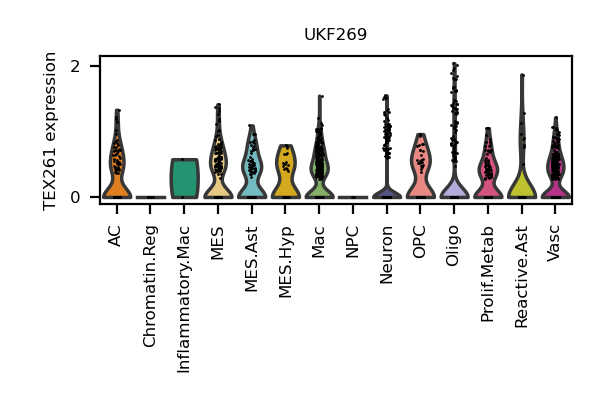 UKF269
TEX261 expression
2
0
AC
Chromatin.Reg
Inflammatory.Mac
MES
MES.Ast
MES.Hyp
Mac
NPC
Neuron
OPC
Oligo
Prolif.Metab
Reactive.Ast
Vasc